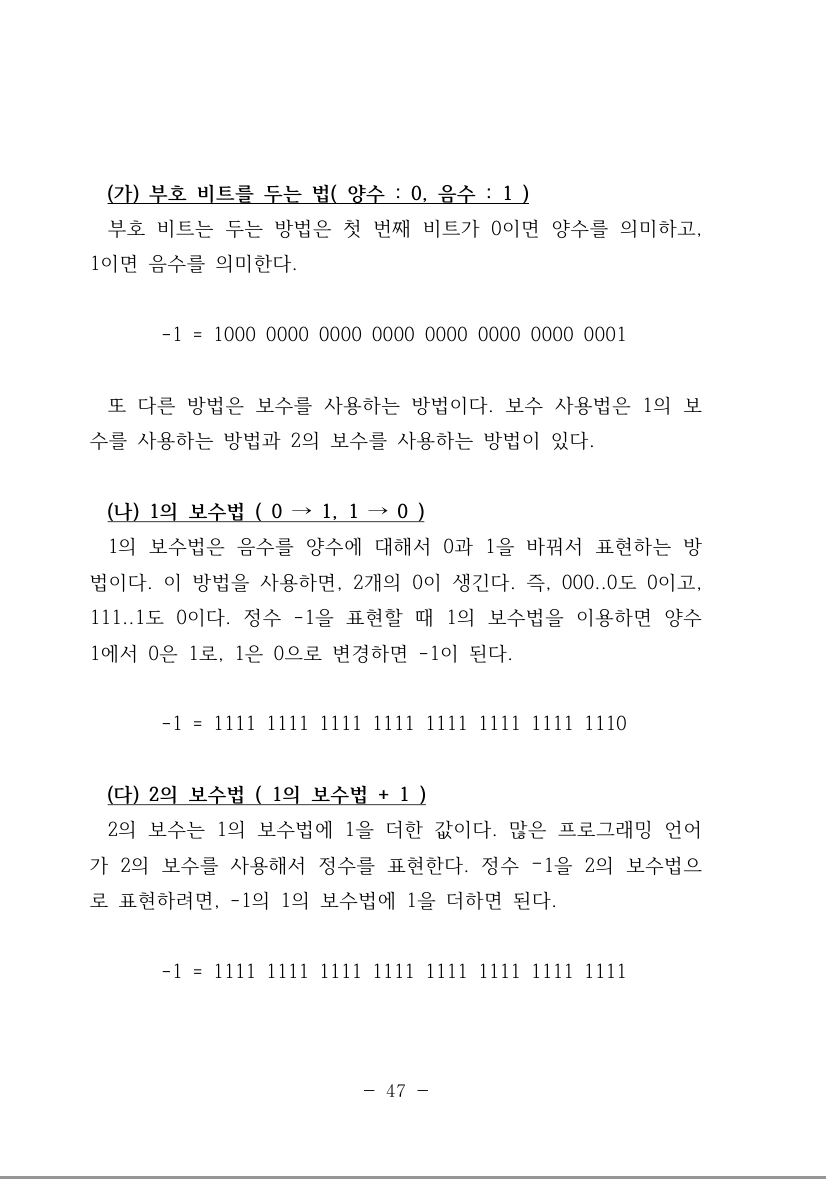 (가) 부호 비트를 두는 법( 양수 : 0, 음수 : 1 )
부호 비트는 두는 방법은 첫 번째 비트가 0이면 양수를 의미하고,
1이면 음수를 의미한다.
-1 = 1000 0000 0000 0000 0000 0000 0000 0001
또 다른 방법은 보수를 사용하는 방법이다. 보수 사용법은 1의 보
수를 사용하는 방법과 2의 보수를 사용하는 방법이 있다.
(나) 1의 보수법 ( 0 → 1, 1 → 0 )
1의 보수법은 음수를 양수에 대해서 0과 1을 바꿔서 표현하는 방
법이다. 이 방법을 사용하면, 2개의 0이 생긴다. 즉, 000..0도 0이고,
111..1도 0이다. 정수 -1을 표현할 때 1의 보수법을 이용하면 양수
1에서 0은 1로, 1은 0으로 변경하면 -1이 된다.
-1 = 1111 1111 1111 1111 1111 1111 1111 1110
(다) 2의 보수법 ( 1의 보수법 + 1 )
2의 보수는 1의 보수법에 1을 더한 값이다. 많은 프로그래밍 언어
가 2의 보수를 사용해서 정수를 표현한다. 정수 -1을 2의 보수법으
로 표현하려면, -1의 1의 보수법에 1을 더하면 된다.
-1 = 1111 1111 1111 1111 1111 1111 1111 1111
- 47 -